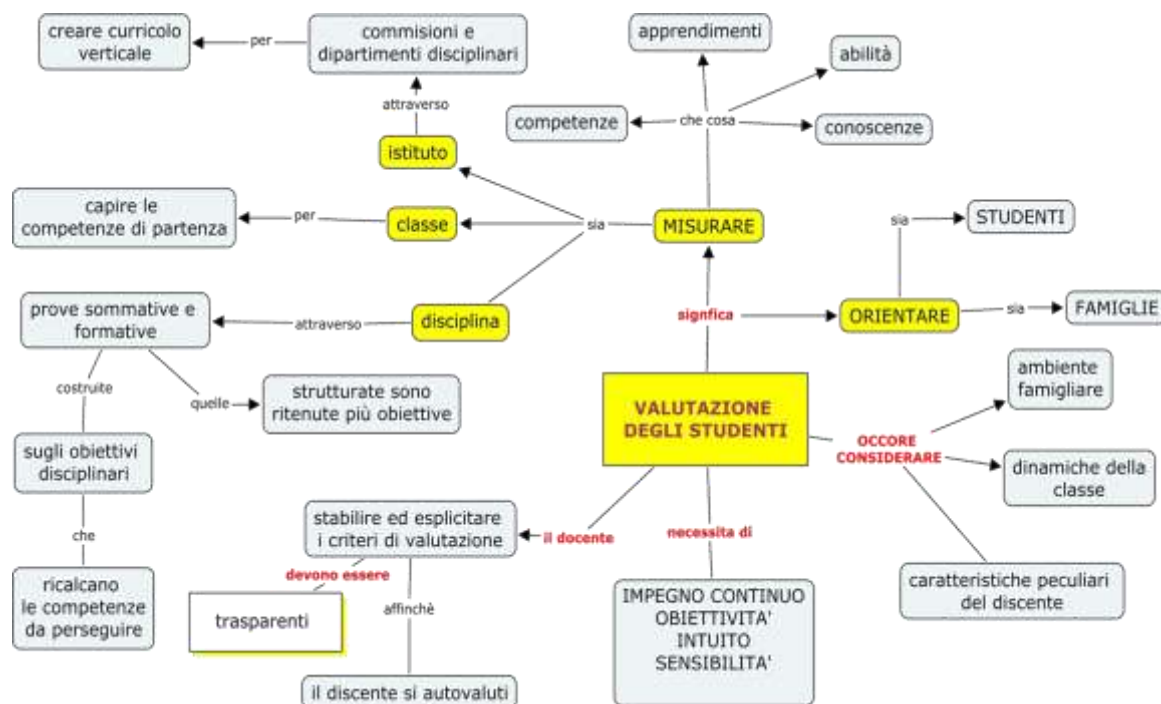 creare curricolo
verticale
per
commisioni e
dipartimenti disciplinari
attraverso
istituto
apprendimenti
abilità
competenze
che cosa
conoscenze
capire le
competenze di partenza
per
classe
sia
MISURARE
sia
STUDENTI
prove sommative e
formative
attraverso
disciplina
signfica
ORIENTARE
sia
FAMIGLIE
costruite
quelle
strutturate sono
ritenute più obiettive
VALUTAZIONE
DEGLI STUDENTI
ambiente
famigliare
OCCORE
CONSIDERARE
sugli obiettivi
disciplinari
dinamiche della
classe
che
stabilire ed esplicitare
i criteri di valutazione
il docente
necessita di
devono essere
ricalcano
le competenze
da perseguire
trasparenti
affinchè
IMPEGNO CONTINUO
OBIETTIVITA'
INTUITO
SENSIBILITA'
caratteristiche peculiari
del discente
il discente si autovaluti